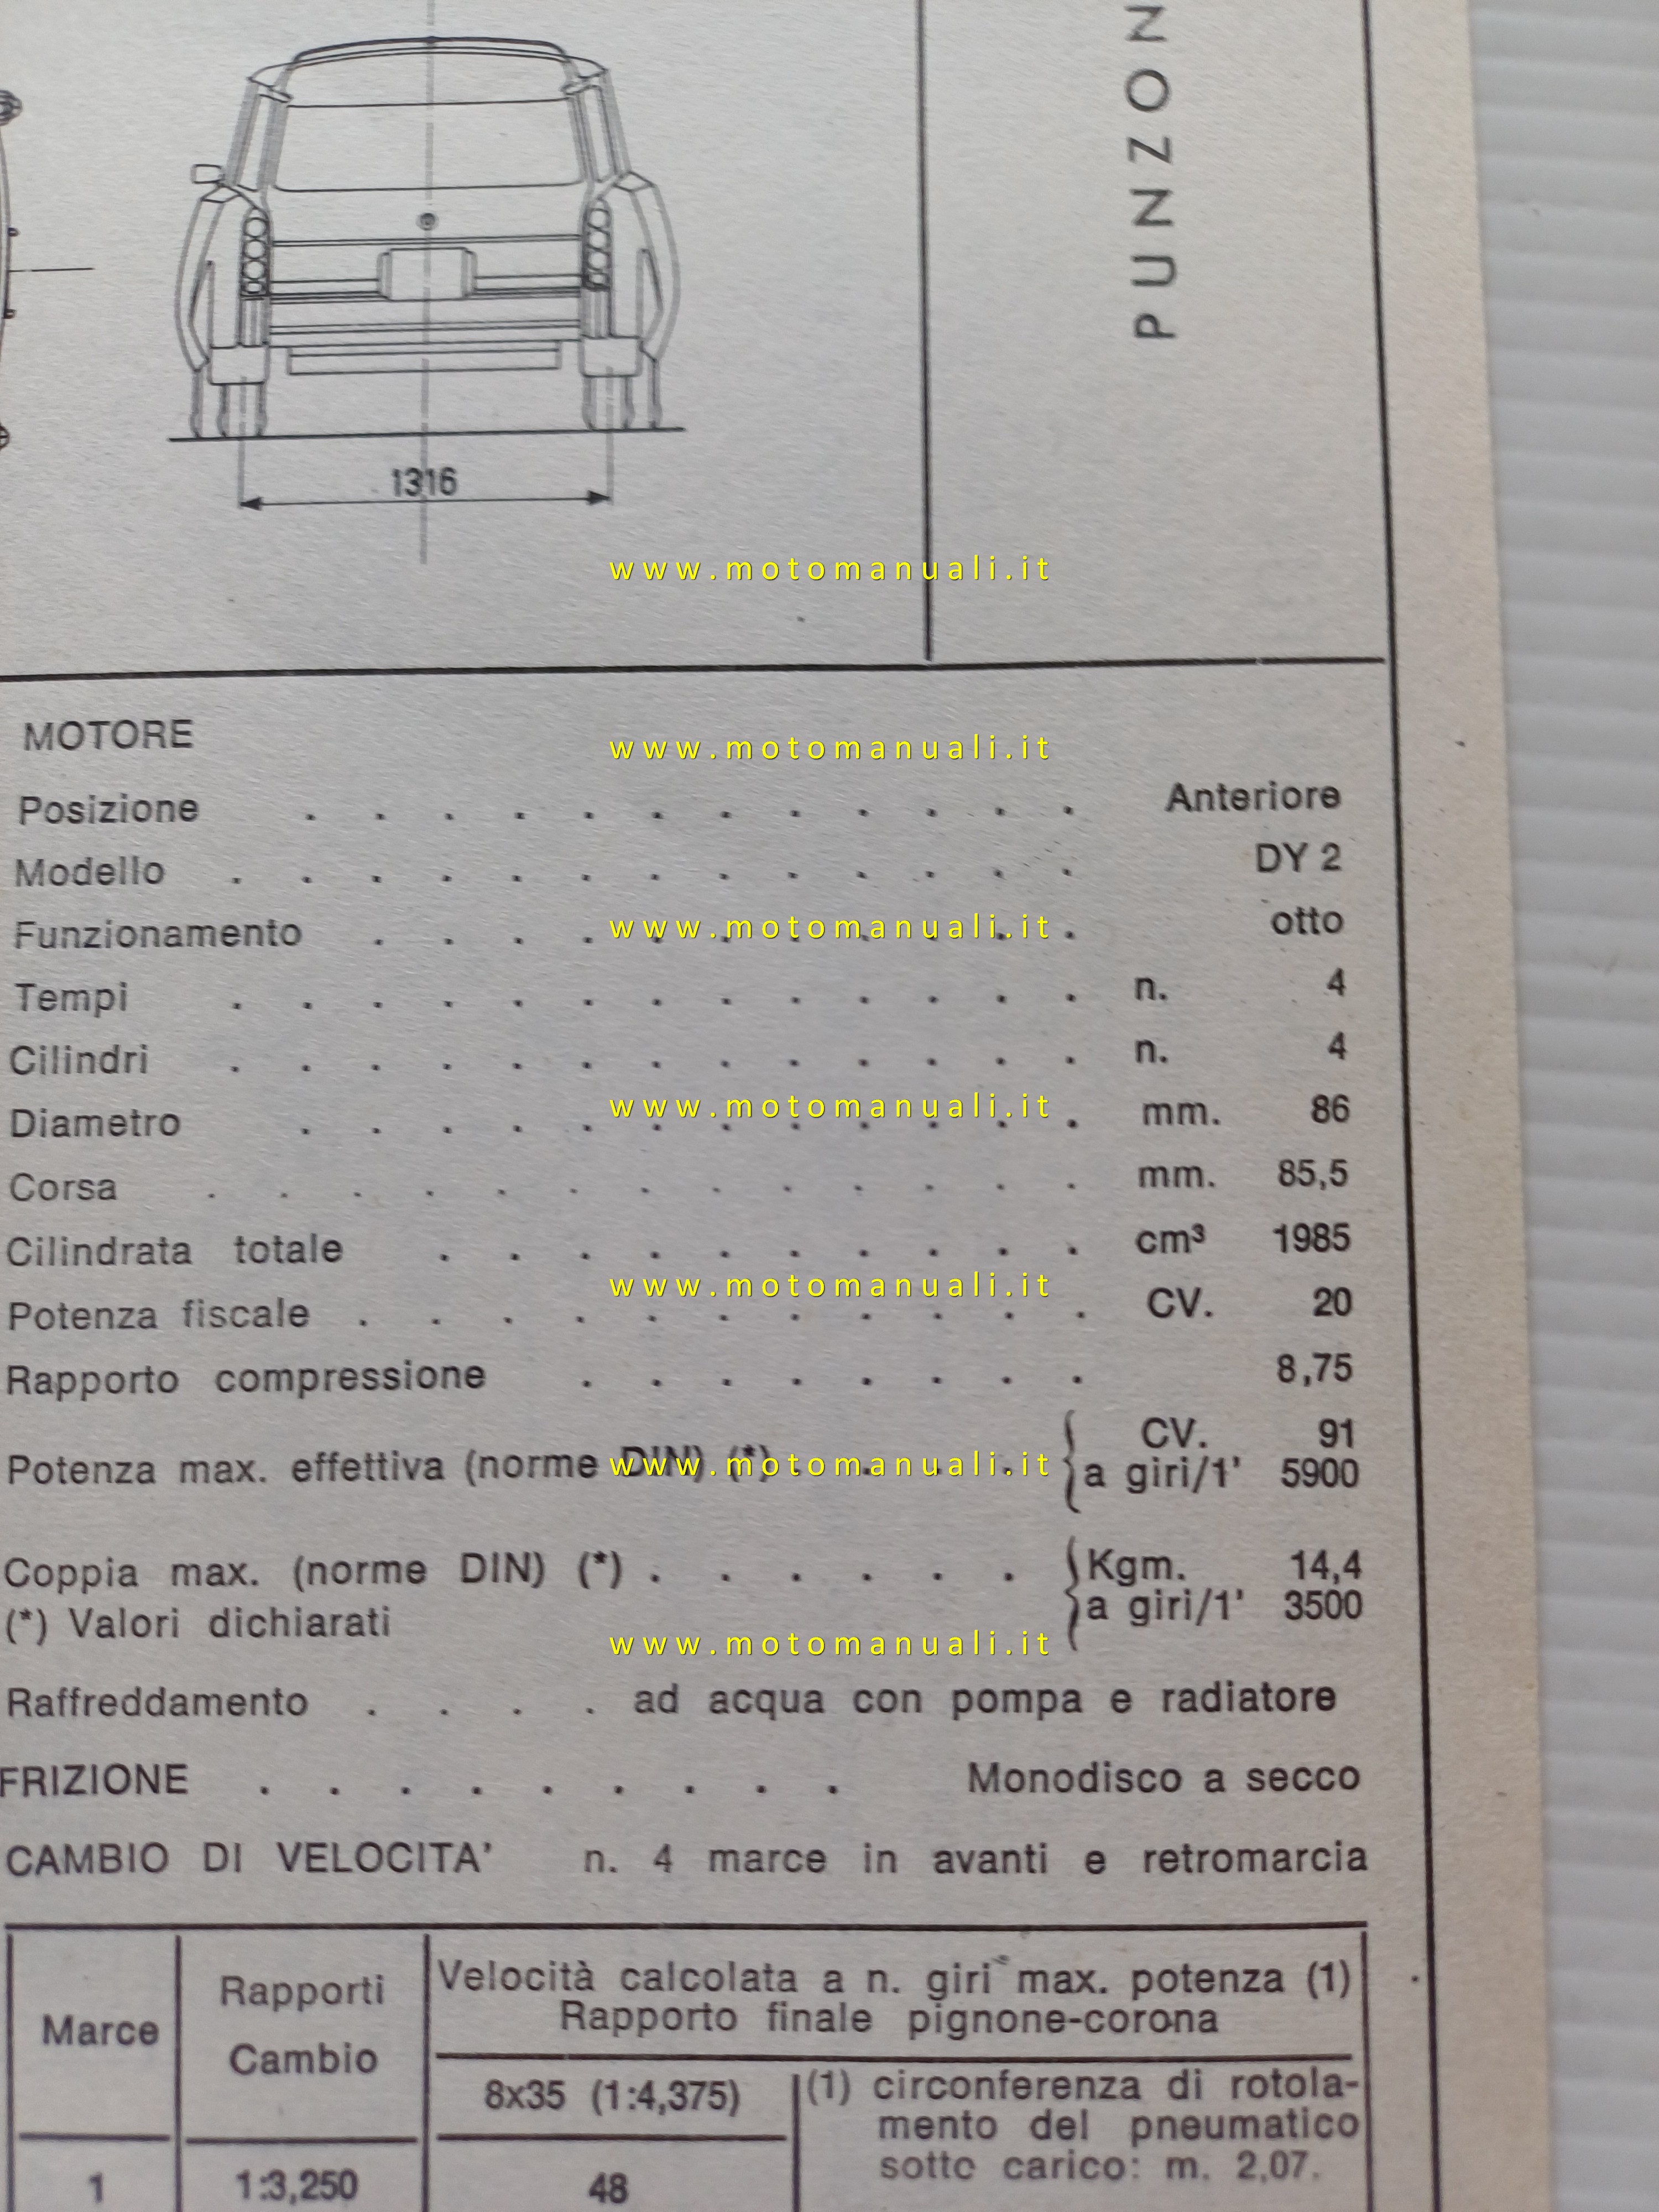 PUNZON
1316
www.motomanuali.it
MOTORE
www.motomanuali.it
Posizione . . . . . . . . . . . . Anteriore
Modello . . . . . . . . . . . . . DY 2
Funzionamento . . . . . . . . . . . otto
www.motomanuali.it
Tempi . . . . . . . . . . . . . n. 4
Cilindri . . . . . . . . . . . . . n. 4
Diametro . . . . . . . . . . . . mm. 86
www.motomanuali.it
Corsa . . . . . . . . . . . . . mm. 85,5
Cilindrata totale . . . . . . . . . . cm³ 1985
www.motomanuali.it
Potenza fiscale . . . . . . . . . . . CV. 20
Rapporto compressione . . . . . . . . 8,75
Potenza max. effettiva (norme DIN) (*) . . . . CV. 91
a giri/1' 5900
www.motomanuali.it
Coppia max. (norme DIN) (*) . . . . . . Kgm. 14,4
a giri/1' 3500
(*) Valori dichiarati
www.motomanuali.it
Raffreddamento . . . . ad acqua con pompa e radiatore
FRIZIONE . . . . . . . . . Monodisco a secco
CAMBIO DI VELOCITA' n. 4 marce in avanti e retromarcia
Marce
Rapporti
Cambio
Velocità calcolata a n. giri max. potenza (1)
Rapporto finale pignone-corona
8x35 (1:4,375)
(1) circonferenza di rotola-
mento del pneumatico
sotto carico: m. 2,07.
1 1:3,250 48